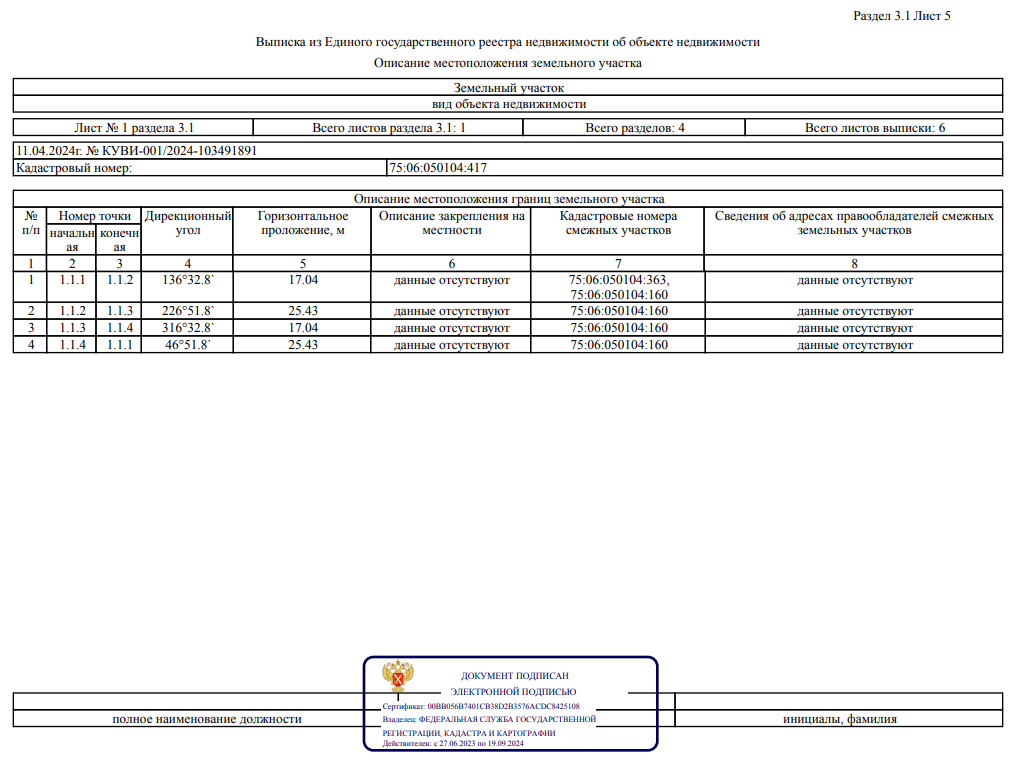 Раздел 3.1 Лист 5
Выписка из Единого государственного реестра недвижимости об объекте недвижимости
Описание местоположения земельного участка
Земельный участок
вид объекта недвижимости
Лист № 1 раздела 3.1 Всего листов раздела 3.1: 1 Всего разделов: 4 Всего листов выписки: 6
11.04.2024г. № КУВИ-001/2024-103491891
Кадастровый номер: 75:06:050104:417
Описание местоположения границ земельного участка
№ Номер точки Дирекционный Горизонтальное Описание закрепления на Кадастровые номера Сведения об адресах правообладателей смежных
п/п начальн конечн угол проложение, м местности смежных участков земельных участков
ая ая
1 2 3 4 5 6 7 8
1 1.1.1 1.1.2 136°32.8` 17.04 данные отсутствуют 75:06:050104:363, данные отсутствуют
75:06:050104:160
2 1.1.2 1.1.3 226°51.8` 25.43 данные отсутствуют 75:06:050104:160 данные отсутствуют
3 1.1.3 1.1.4 316°32.8` 17.04 данные отсутствуют 75:06:050104:160 данные отсутствуют
4 1.1.4 1.1.1 46°51.8` 25.43 данные отсутствуют 75:06:050104:160 данные отсутствуют
ДОКУМЕНТ ПОДПИСАН
ЭЛЕКТРОННОЙ ПОДПИСЬЮ
Сертификат: 00BB056B7401CB38D2B3576ACDC8425108
Владелец: ФЕДЕРАЛЬНАЯ СЛУЖБА ГОСУДАРСТВЕННОЙ
РЕГИСТРАЦИИ, КАДАСТРА И КАРТОГРАФИИ
Действителен: с 27.06.2023 по 19.09.2024
полное наименование должности инициалы, фамилия